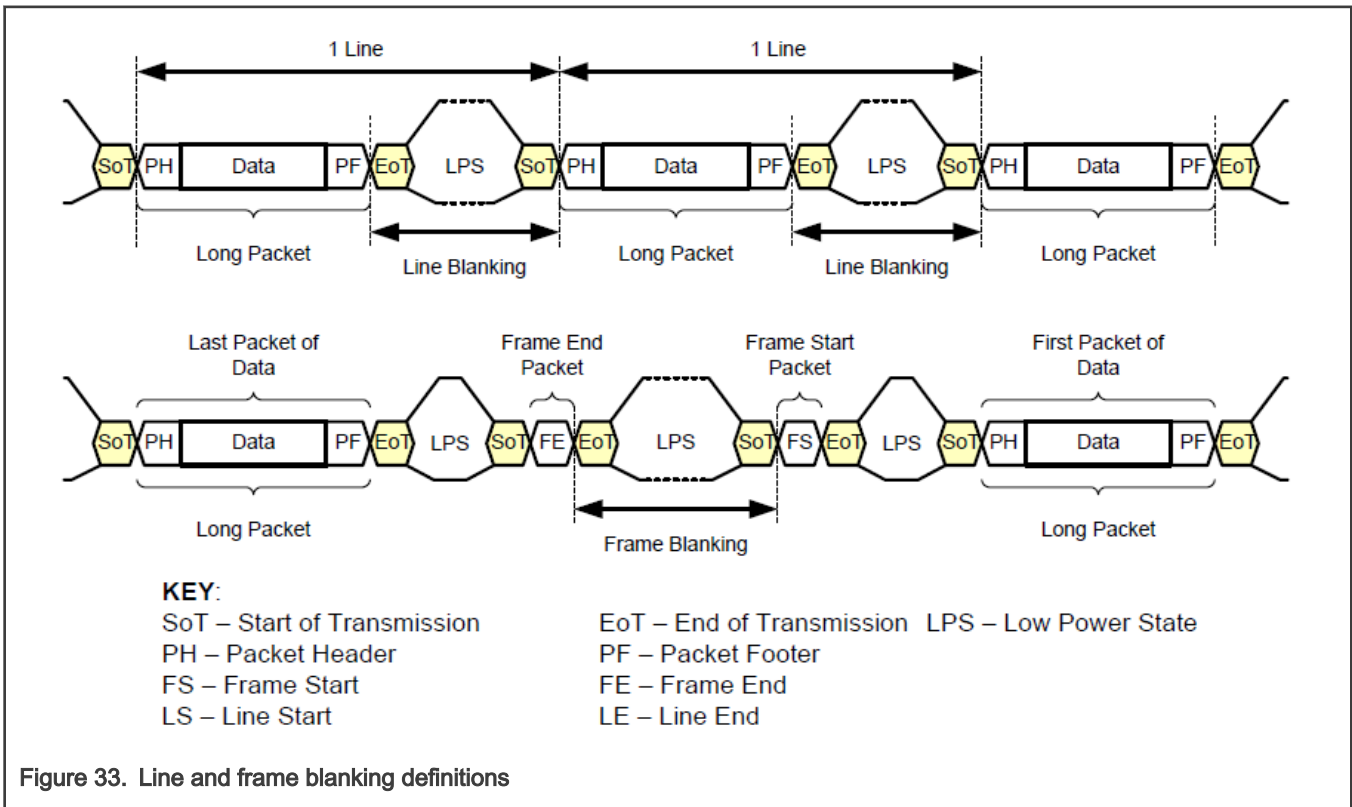 1 Line 1 Line
SoT PH Data PF EoT LPS SoT PH Data PF EoT LPS SoT PH Data PF EoT
Long Packet Long Packet Long Packet
Line Blanking Line Blanking
Last Packet of Data Frame End Packet Frame Start Packet First Packet of Data
SoT PH Data PF EoT LPS SoT FE EoT LPS SoT FS EoT LPS SoT PH Data PF EoT
Long Packet Long Packet
Frame Blanking
KEY:
SoT – Start of Transmission EoT – End of Transmission LPS – Low Power State
PH – Packet Header PF – Packet Footer
FS – Frame Start FE – Frame End
LS – Line Start LE – Line End
Figure 33. Line and frame blanking definitions